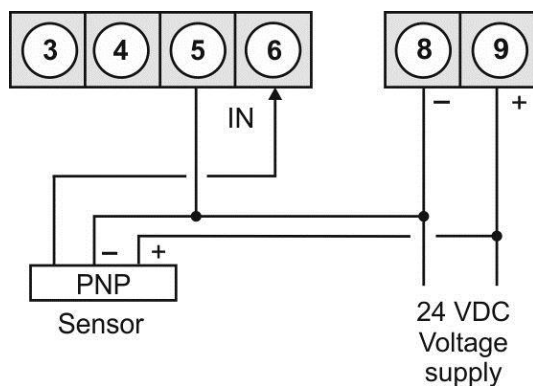 3 4 5 6 8 9
IN − +
− +
PNP
Sensor
24 VDC
Voltage
supply